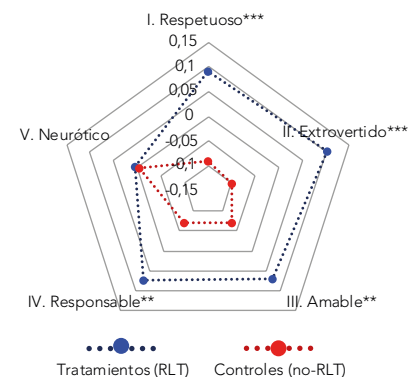 I. Respetuoso***
0,15
0,1
0,05
0
II. Extrovertido***
V. Neurótico
-0,05
-0,1
-0,15
IV. Responsable**
III. Amable**
Tratamientos (RLT)
Controles (no-RLT)